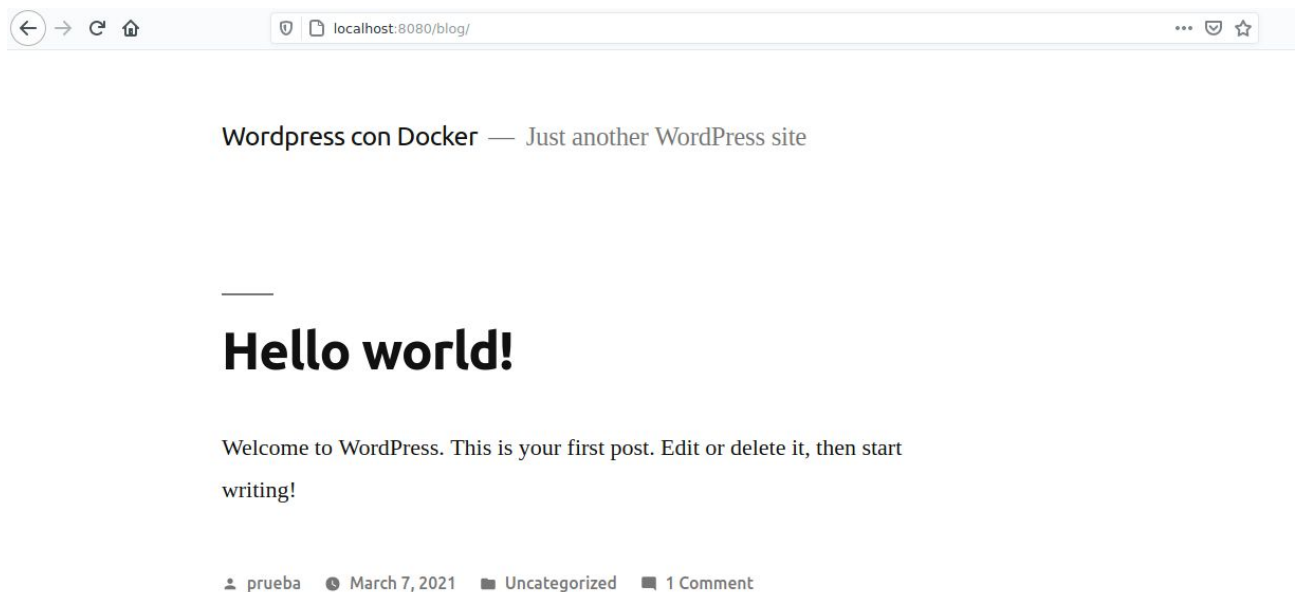 localhost:8080/blog/
Wordpress con Docker — Just another WordPress site
Hello world!
Welcome to WordPress. This is your first post. Edit or delete it, then start
writing!
prueba March 7, 2021 Uncategorized 1 Comment